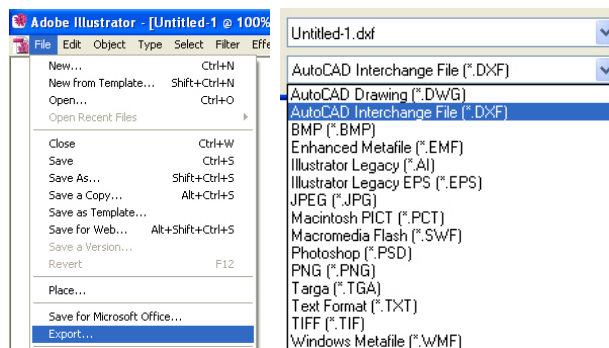 Adobe Illustrator - [Untitled-1 @ 100%
File Edit Object Type Select Filter Effe
New... Ctrl+N
New from Template... Shift+Ctrl+N
Open... Ctrl+O
Open Recent Files
Close Ctrl+W
Save Ctrl+S
Save As... Shift+Ctrl+S
Save a Copy... Alt+Ctrl+S
Save as Template...
Save for Web... Alt+Shift+Ctrl+S
Save a Version...
Revert F12
Place...
Save for Microsoft Office...
Export...
Untitled-1.dxf
AutoCAD Interchange File (*.DXF)
AutoCAD Drawing (*.DWG)
AutoCAD Interchange File (*.DXF)
BMP (*.BMP)
Enhanced Metafile (*.EMF)
Illustrator Legacy (*.AI)
Illustrator Legacy EPS (*.EPS)
JPEG (*.JPG)
Macintosh PICT (*.PCT)
Macromedia Flash (*.SWF)
Photoshop (*.PSD)
PNG (*.PNG)
Targa (*.TGA)
Text Format (*.TXT)
TIFF (*.TIF)
Windows Metafile (*.WMF)